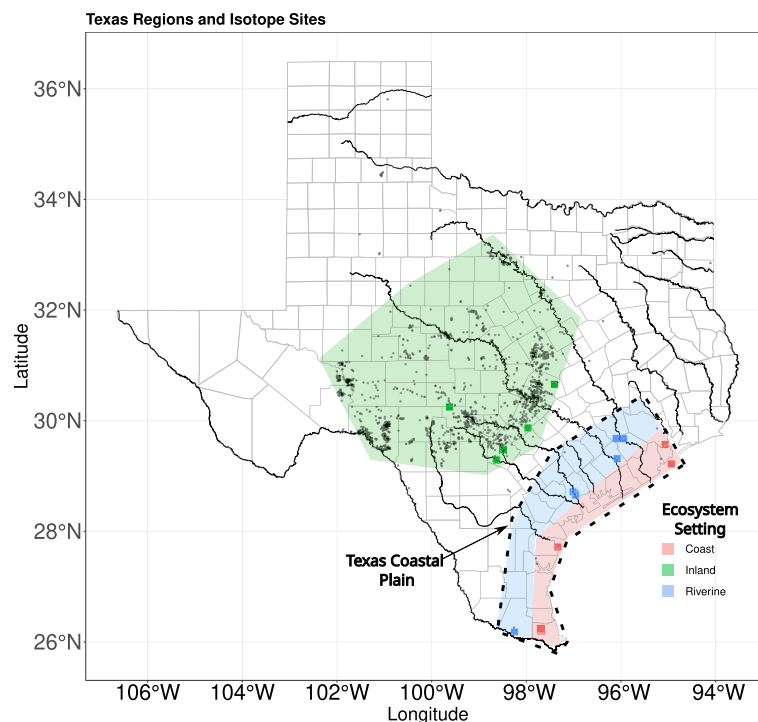 Texas Regions and Isotope Sites
36°N
34°N
32°N
30°N
28°N
26°N
Latitude
Texas Coastal
Plain
Ecosystem
Setting
Coast
Inland
Riverine
106°W 104°W 102°W 100°W 98°W 96°W 94°W
Longitude